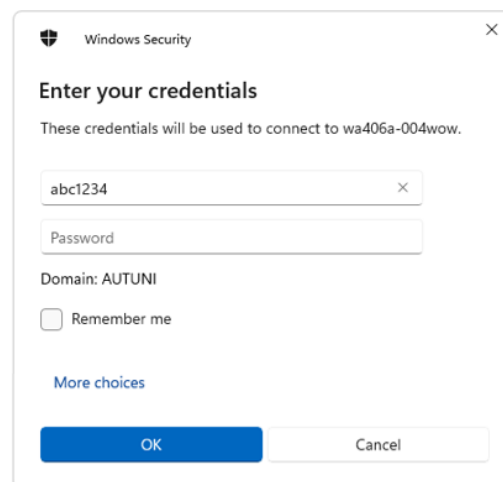 Windows Security
Enter your credentials
These credentials will be used to connect to wa406a-004wow.
abc1234
Password
Domain: AUTUNI
Remember me
More choices
OK Cancel